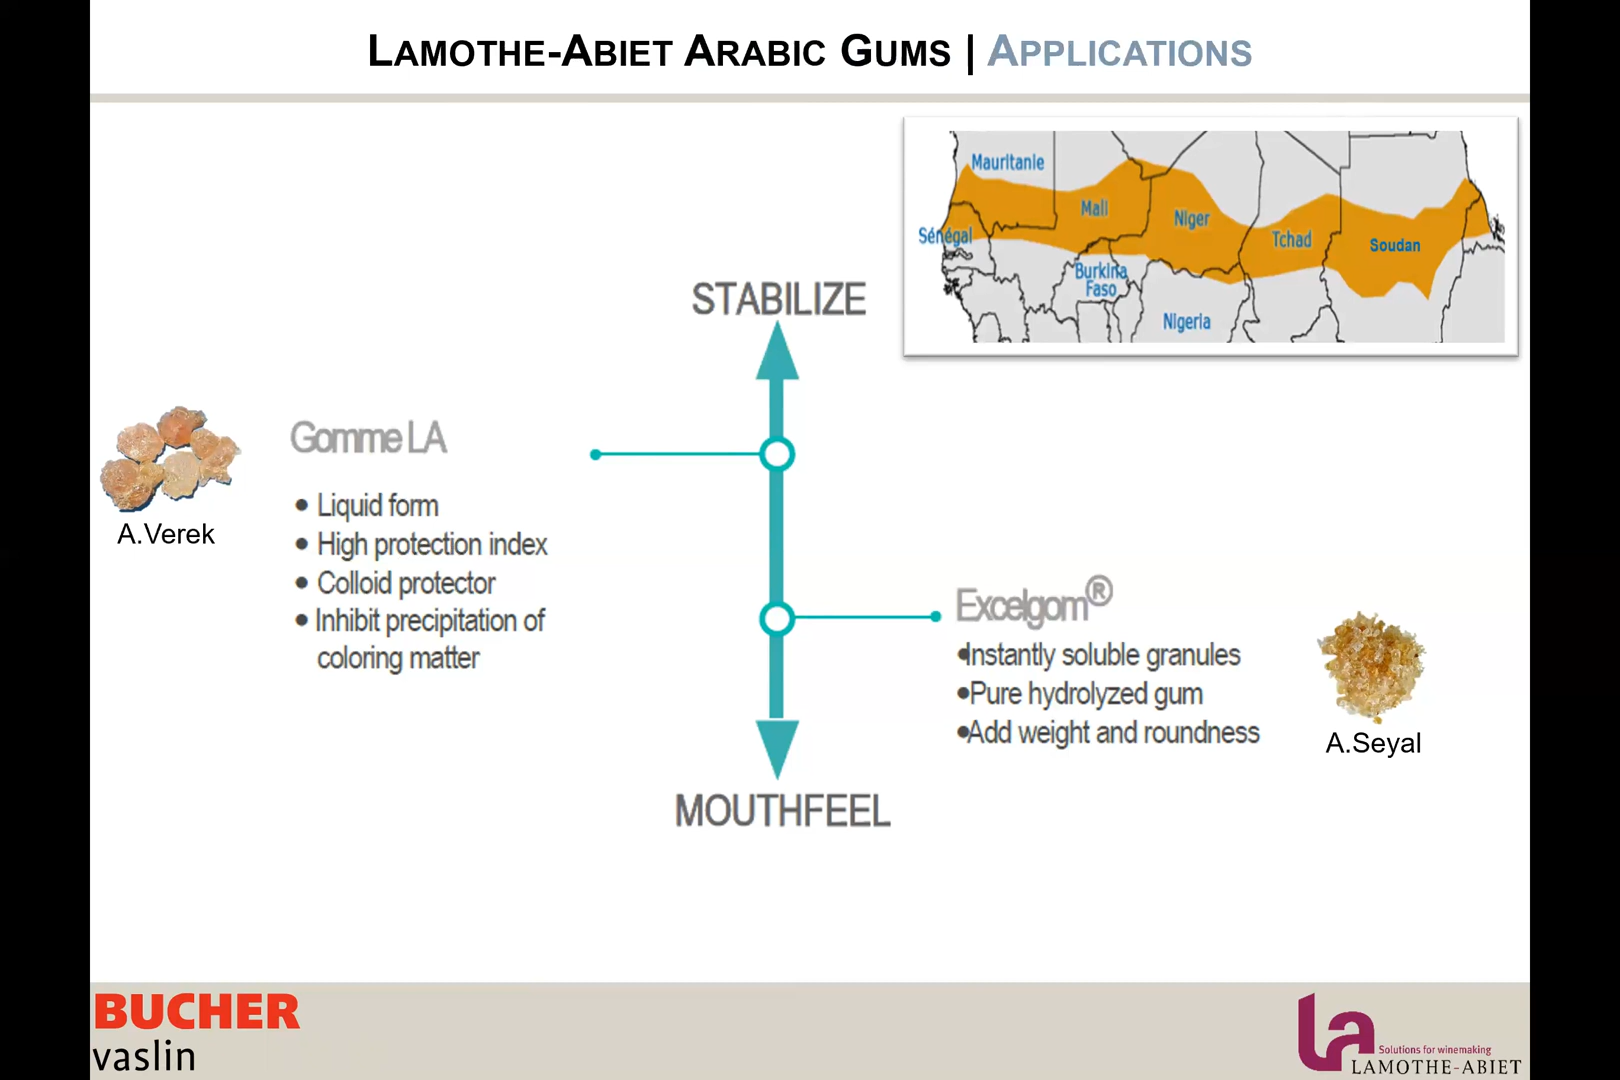 LAMOTHE-ABIET ARABIC GUMS | APPLICATIONS
Mauritanie
Mali
Niger
Sénégal
Tchad
Soudan
Burkina
Faso
Nigeria
STABILIZE
Gomme LA
• Liquid form
• High protection index
• Colloid protector
• Inhibit precipitation of
coloring matter
A.Verek
Excelgom®
•Instantly soluble granules
•Pure hydrolyzed gum
•Add weight and roundness
A.Seyal
MOUTHFEEL
BUCHER
vaslin
la
Solutions for winemaking
LAMOTHE-ABIET